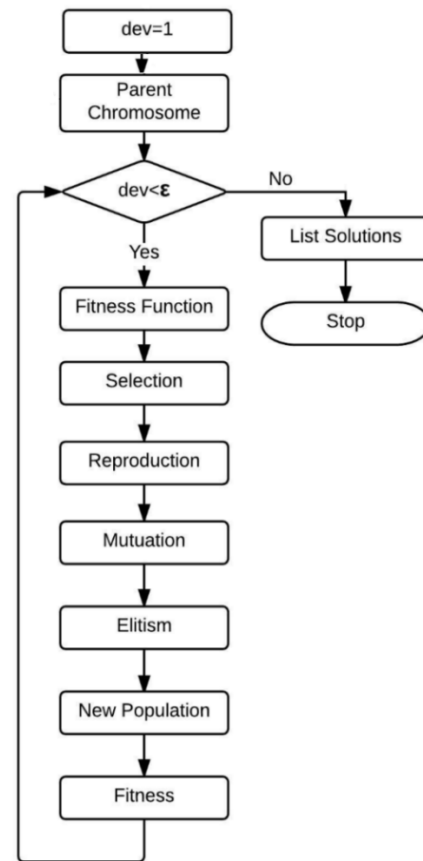 dev=1
Parent
Chromosome
dev<ε
No
List Solutions
Yes
Stop
Fitness Function
Selection
Reproduction
Mutuation
Elitism
New Population
Fitness